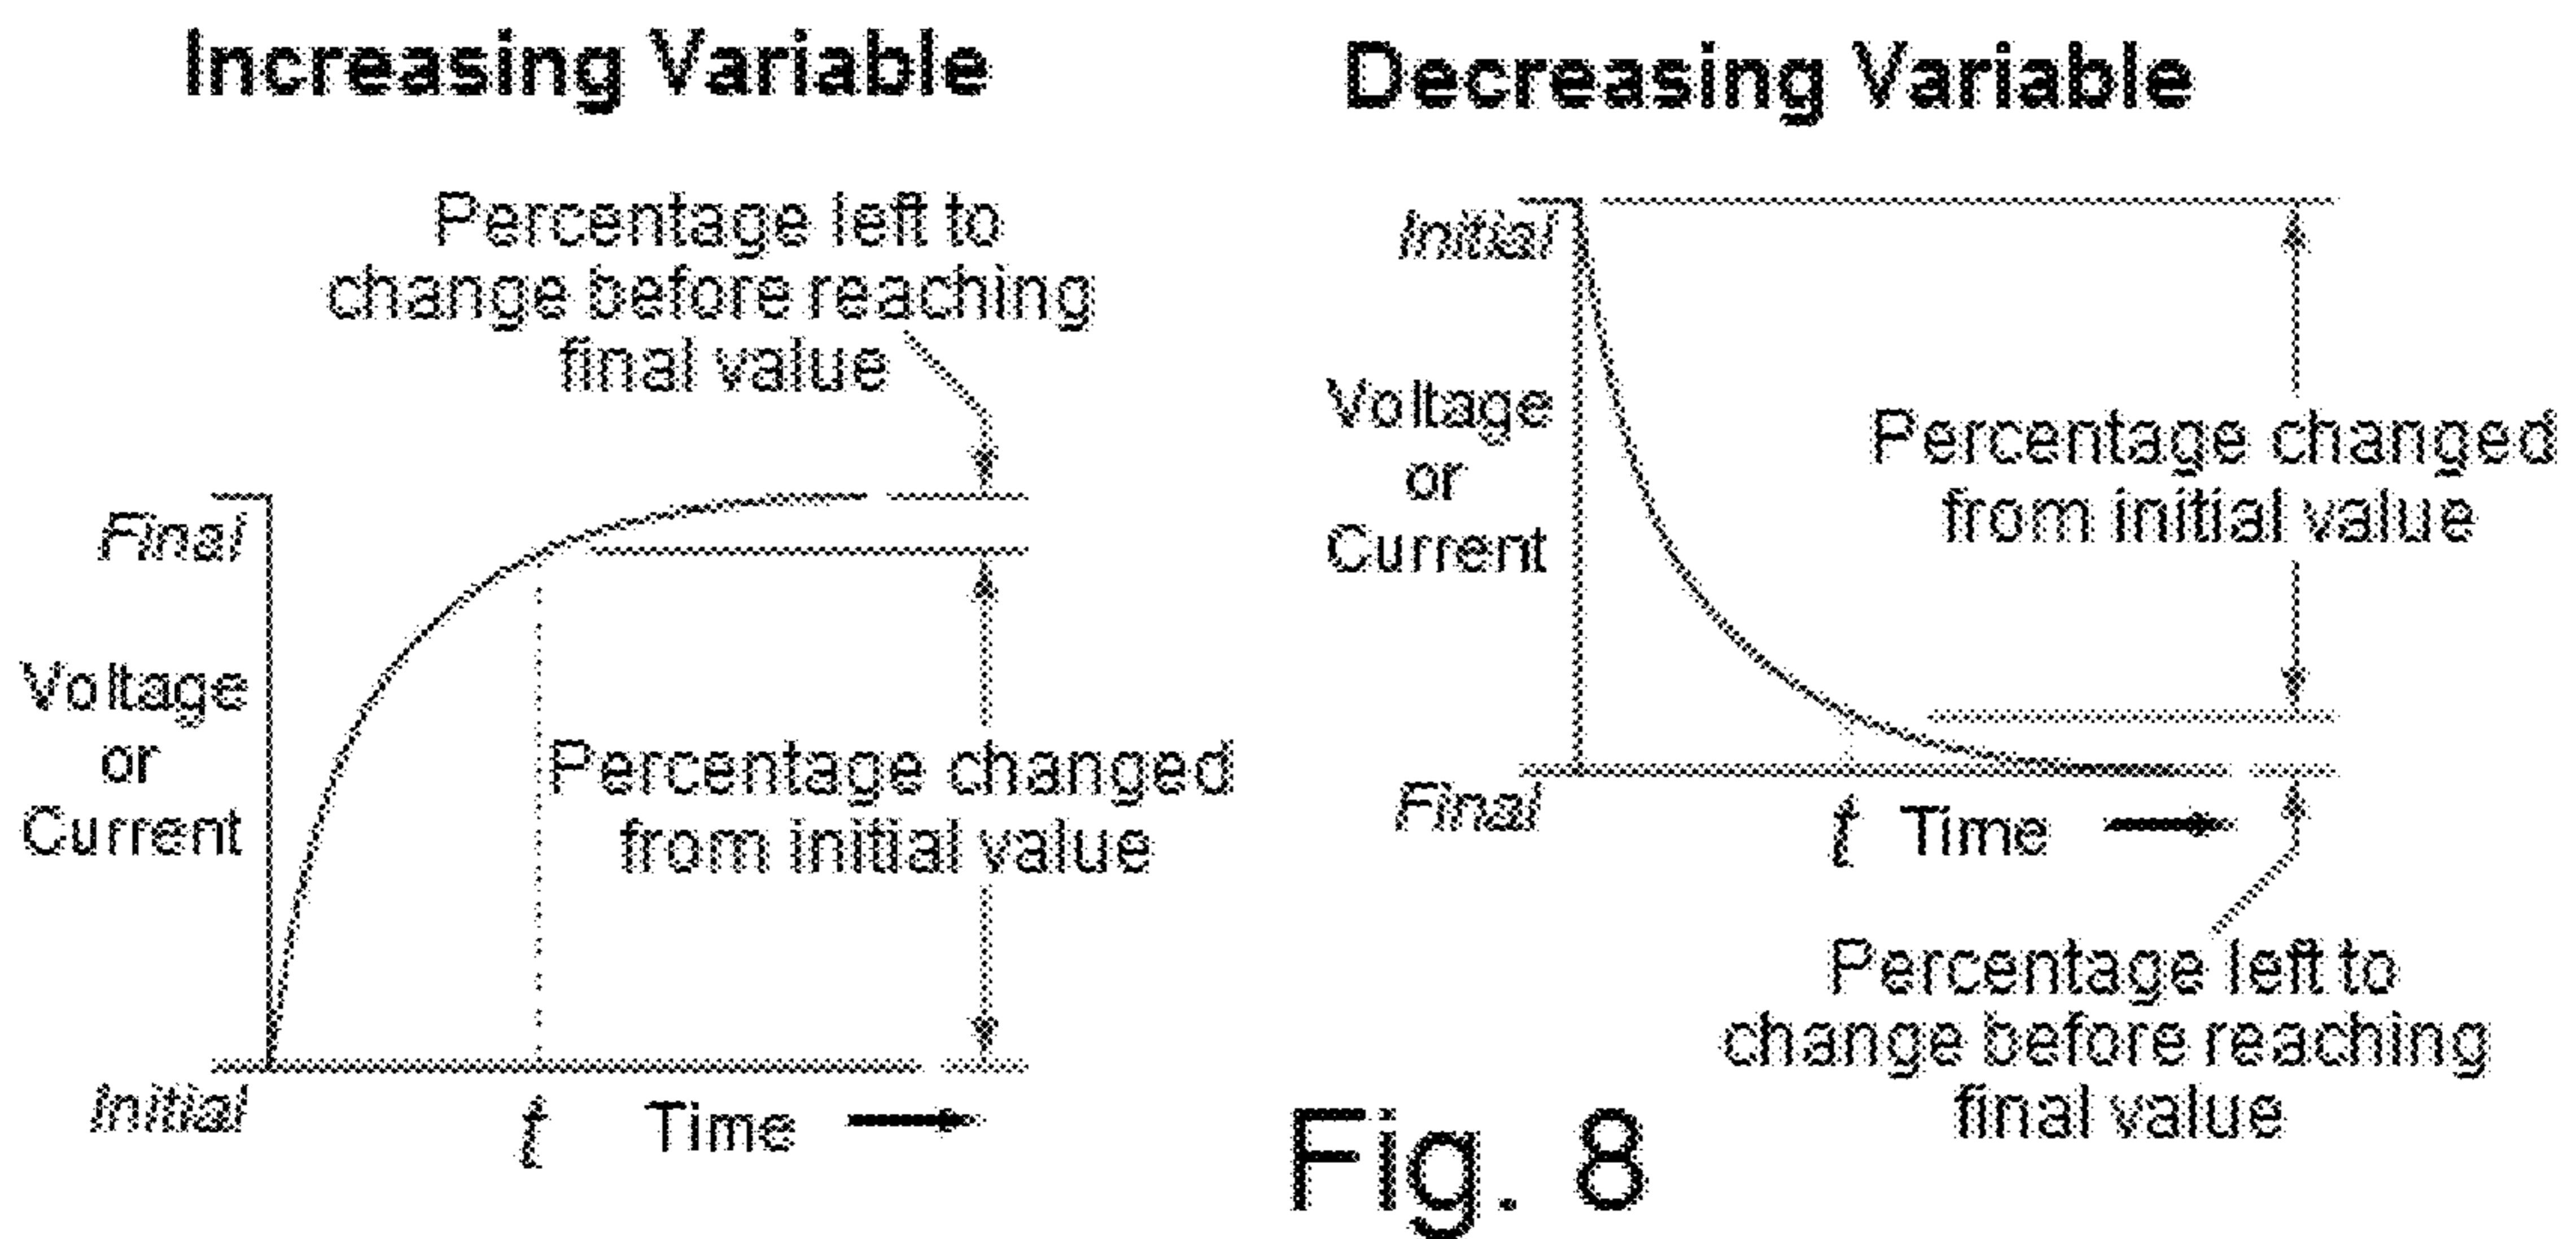 Increasing Variable
Percentage left to
change before reaching
final value
Final
Voltage
or
Current
Percentage changed
from initial value
Initial
t Time
Decreasing Variable
Initial
Voltage
or
Current
Percentage changed
from initial value
Final
t Time
Percentage left to
change before reaching
final value
Fig. 8